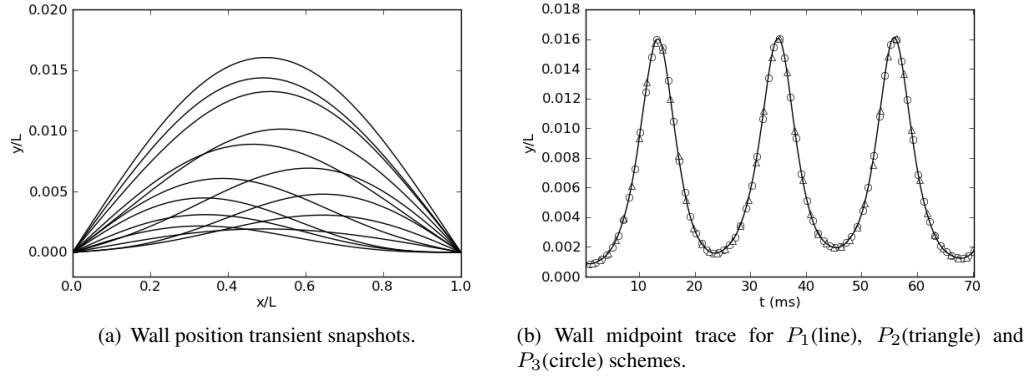 0.020
0.015
0.010
0.005
0.000
y/L
0.0 0.2 0.4 0.6 0.8 1.0
x/L
(a) Wall position transient snapshots.
0.018
0.016
0.014
0.012
0.010
0.008
0.006
0.004
0.002
0.000
y/L
10 20 30 40 50 60 70
t (ms)
(b) Wall midpoint trace for P1(line), P2(triangle) and
P3(circle) schemes.